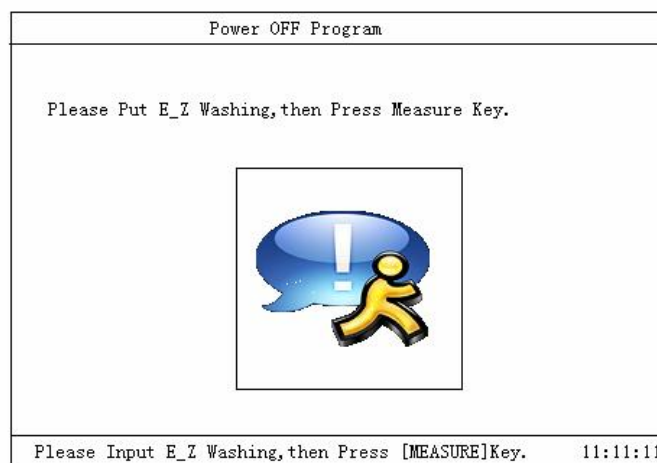 Power OFF Program
Please Put E_Z Washing,then Press Measure Key.
Please Input E_Z Washing,then Press [MEASURE]Key. 11:11:11